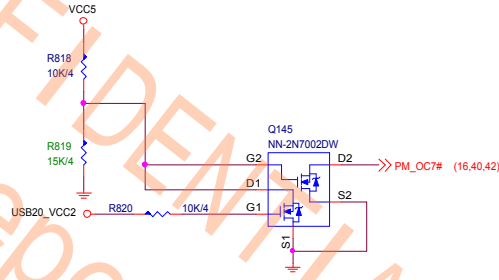 VCC5
R818
10K/4
Q145
NN-2N7002DW
R819
15K/4
G2
D2
PM_OC7# (16,40,42)
D1
S2
USB20_VCC2
R820
10K/4
G1
S1
FIDENTIA